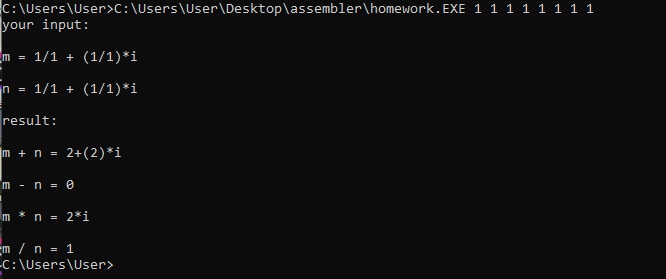 C:\Users\User>C:\Users\User\Desktop\assembler\homework.EXE 1 1 1 1 1 1 1 1
your input:
m = 1/1 + (1/1)*i
n = 1/1 + (1/1)*i
result:
m + n = 2+(2)*i
m - n = 0
m * n = 2*i
m / n = 1
C:\Users\User>